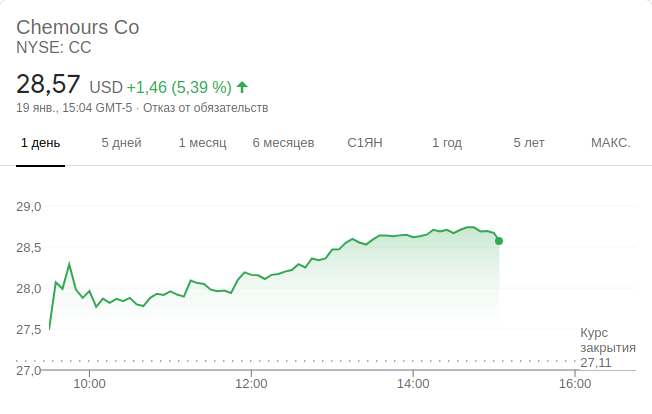 Chemours Co
NYSE: CC
28,57 USD +1,46 (5,39 %)
19 янв., 15:04 GMT-5 · Отказ от обязательств
1 день 5 дней 1 месяц 6 месяцев С1ЯН 1 год 5 лет МАКС.
29,0
28,5
28,0
27,5
27,0
Курс
закрытия
27,11
10:00 12:00 14:00 16:00